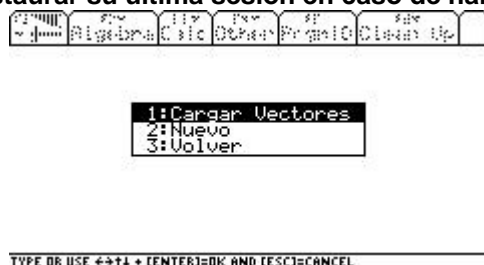 taurar su última sesión en caso de ha
Algebra Calc Other PrgmIO Clean Up
1:Cargar Vectores
2:Nuevo
3:Volver
TYPE OR USE ←→↑↓ + [ENTER]=OK AND [ESC]=CANCEL